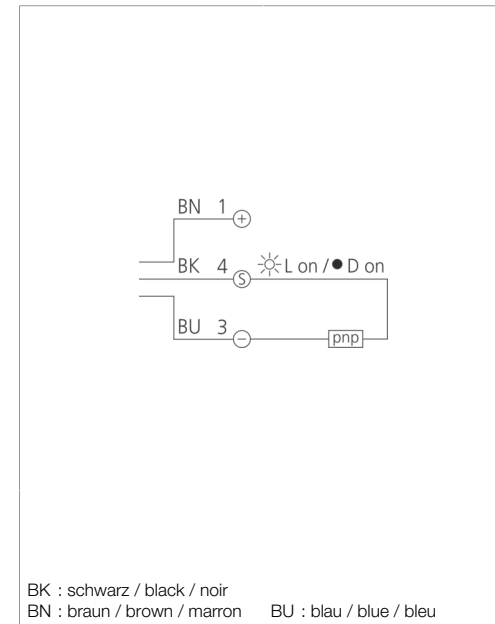 BN 1 +
BK 4 S L on / ● D on
BU 3 −
pnp
BK : schwarz / black / noir
BN : braun / brown / marron BU : blau / blue / bleu